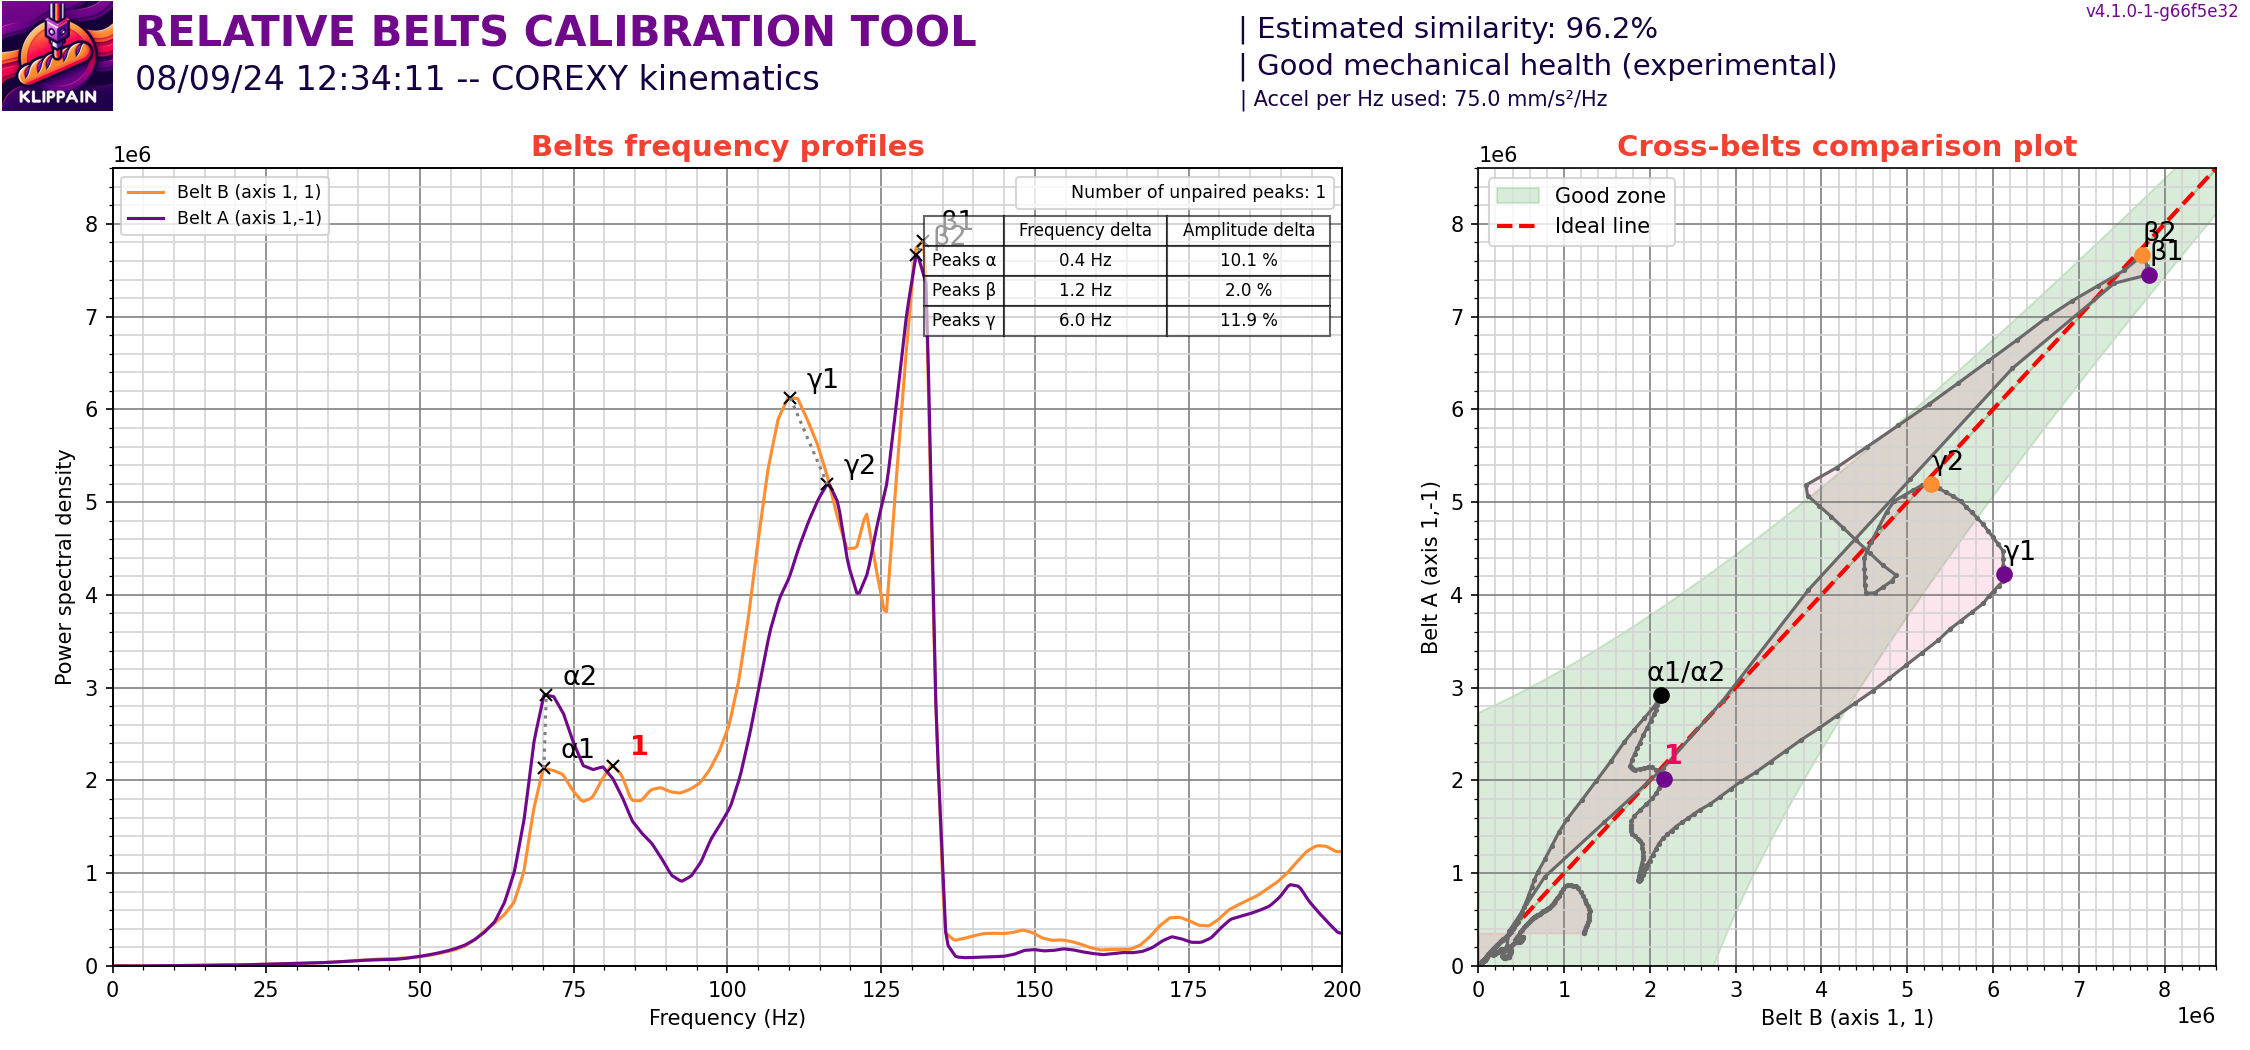 KLIPPAIN
RELATIVE BELTS CALIBRATION TOOL
08/09/24 12:34:11 -- COREXY kinematics
| Estimated similarity: 96.2%
| Good mechanical health (experimental)
| Accel per Hz used: 75.0 mm/s²/Hz
v4.1.0-1-g66f5e32
Belts frequency profiles
1e6
Belt B (axis 1, 1)
Belt A (axis 1,-1)
Number of unpaired peaks: 1
Frequency delta Amplitude delta
Peaks α 0.4 Hz 10.1 %
Peaks β 1.2 Hz 2.0 %
Peaks γ 6.0 Hz 11.9 %
β1
β2
γ1
γ2
α2
α1
1
8
7
6
5
4
3
2
1
0
Power spectral density
0 25 50 75 100 125 150 175 200
Frequency (Hz)
Cross-belts comparison plot
1e6
Good zone
Ideal line
β2
β1
γ2
γ1
α1/α2
1
8
7
6
5
4
3
2
1
0
Belt A (axis 1,-1)
0 1 2 3 4 5 6 7 8
Belt B (axis 1, 1)
1e6